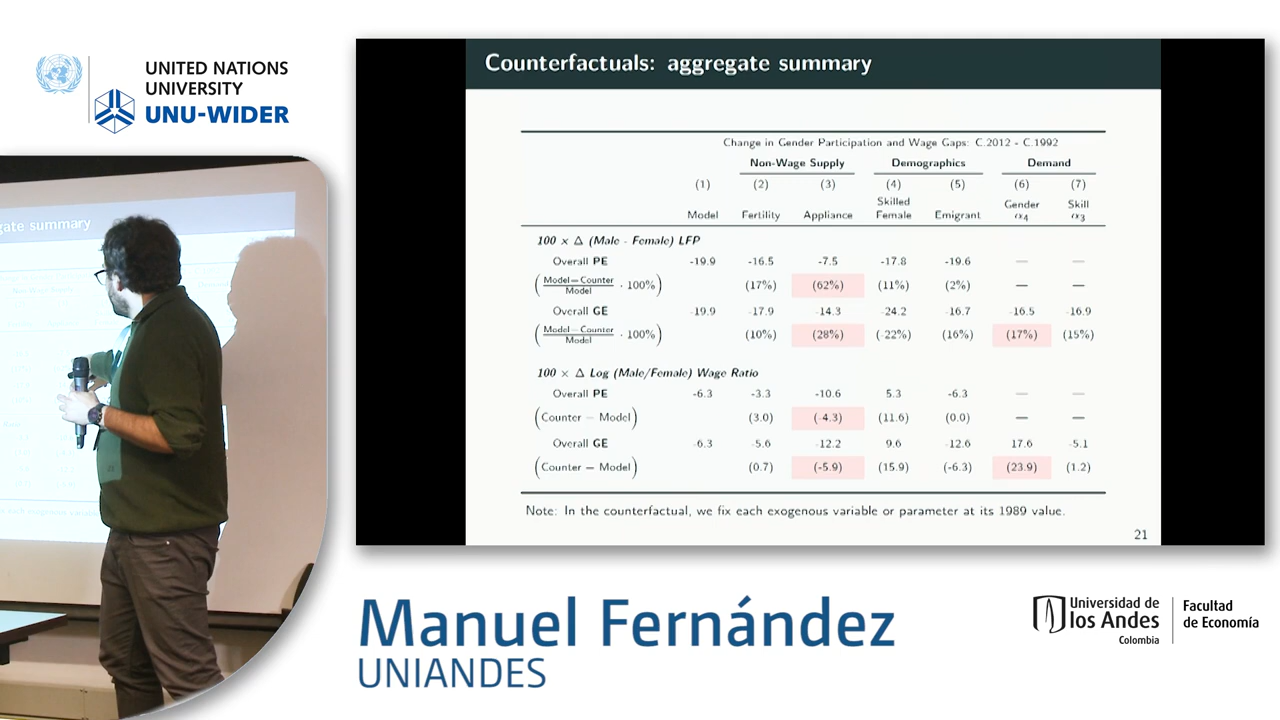 UNITED NATIONS
UNIVERSITY
UNU-WIDER
gate summary
Counterfactuals: aggregate summary
Change in Gender Participation and Wage Gaps: C.2012 - C.1992
Non-Wage Supply Demographics Demand
(1) (2) (3) (4) (5) (6) (7)
Model Fertility Appliance Skilled Female Emigrant Gender α4 Skill α3
100 × Δ (Male - Female) LFP
Overall PE -19.9 -16.5 -7.5 -17.8 -19.6 — —
(Model−Counter/Model · 100%) (17%) (62%) (11%) (2%) — —
Overall GE -19.9 -17.9 -14.3 -24.2 -16.7 -16.5 -16.9
(Model−Counter/Model · 100%) (10%) (28%) (-22%) (16%) (17%) (15%)
100 × Δ Log (Male/Female) Wage Ratio
Overall PE -6.3 -3.3 -10.6 5.3 -6.3 — —
(Counter − Model) (3.0) (-4.3) (11.6) (0.0) — —
Overall GE -6.3 -5.6 -12.2 9.6 -12.6 17.6 -5.1
(Counter − Model) (0.7) (-5.9) (15.9) (-6.3) (23.9) (1.2)
Note: In the counterfactual, we fix each exogenous variable or parameter at its 1989 value.
21
Manuel Fernández
UNIANDES
Universidad de
los Andes
Colombia
Facultad
de Economía